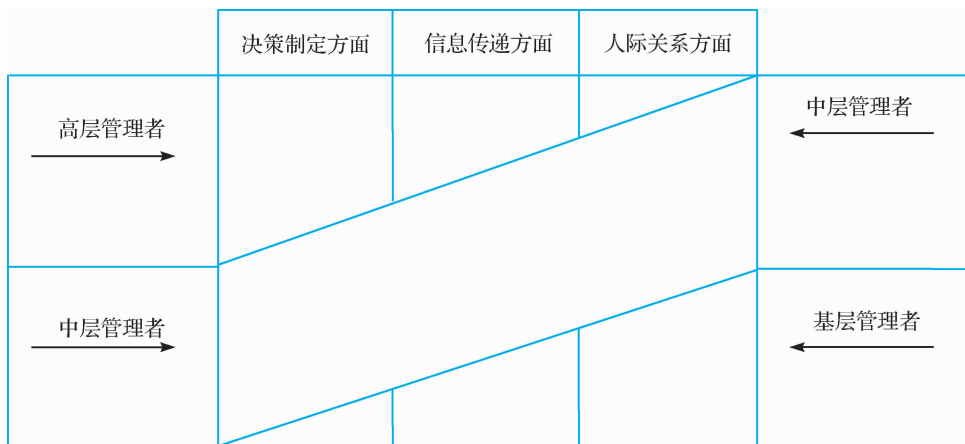 决策制定方面
信息传递方面
人际关系方面
高层管理者
中层管理者
中层管理者
基层管理者